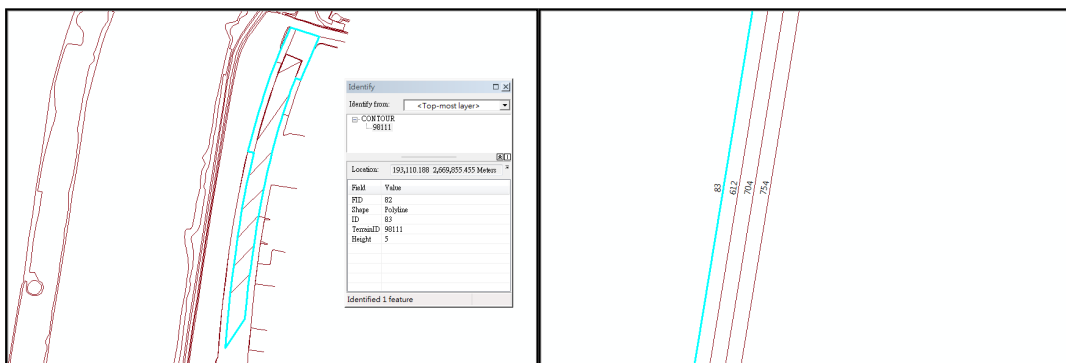 Identify
Identify from: <Top-most layer>
CONTOUR
98111
Location: 193,110.188 2,669,855.455 Meters
Field Value
FID 82
Shape Polyline
ID 83
TerrainID 98111
Height 5
Identified 1 feature
83
612
704
754